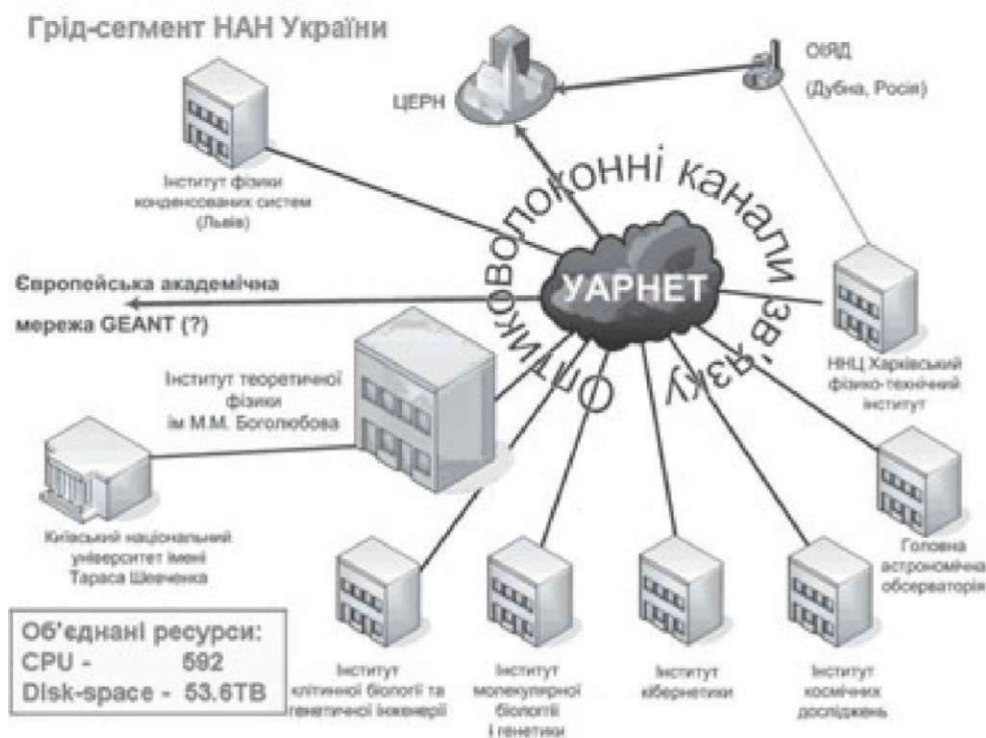 Грід-сегмент НАН України
ЦЕРН
ОІЯД
(Дубна, Росія)
Інститут фізики
конденсованих систем
(Львів)
Оптиковолоконні канали зв'язку
УАРНЕТ
Європейська академічна
мережа GEANT (?)
ННЦ Харківський
фізико-технічний
інститут
Інститут теоретичної
фізики
ім М.М. Боголюбова
Київський національний
університет імені
Тараса Шевченка
Головна
астрономічна
обсерваторія
Інститут
клітинної біології та
генетичної інженерії
Інститут
молекулярної
біології
і генетики
Інститут
кібернетики
Інститут
космічних
досліджень
Об'єднані ресурси:
CPU - 592
Disk-space - 53.6TB